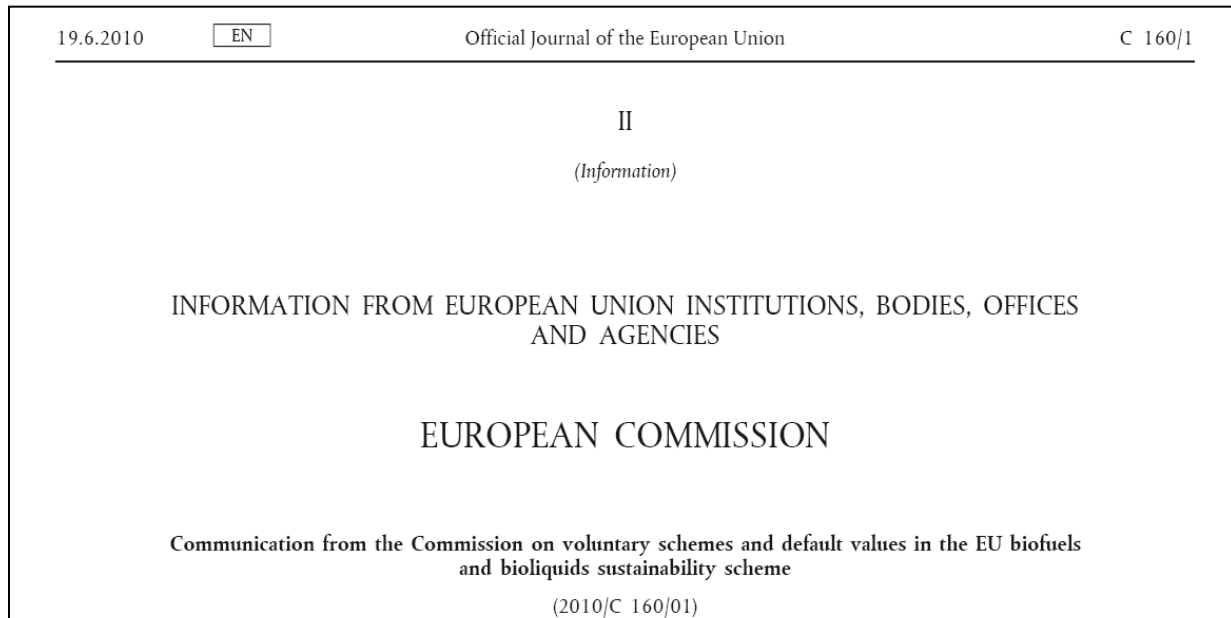 19.6.2010 EN Official Journal of the European Union C 160/1
II
(Information)
INFORMATION FROM EUROPEAN UNION INSTITUTIONS, BODIES, OFFICES
AND AGENCIES
EUROPEAN COMMISSION
Communication from the Commission on voluntary schemes and default values in the EU biofuels
and bioliquids sustainability scheme
(2010/C 160/01)